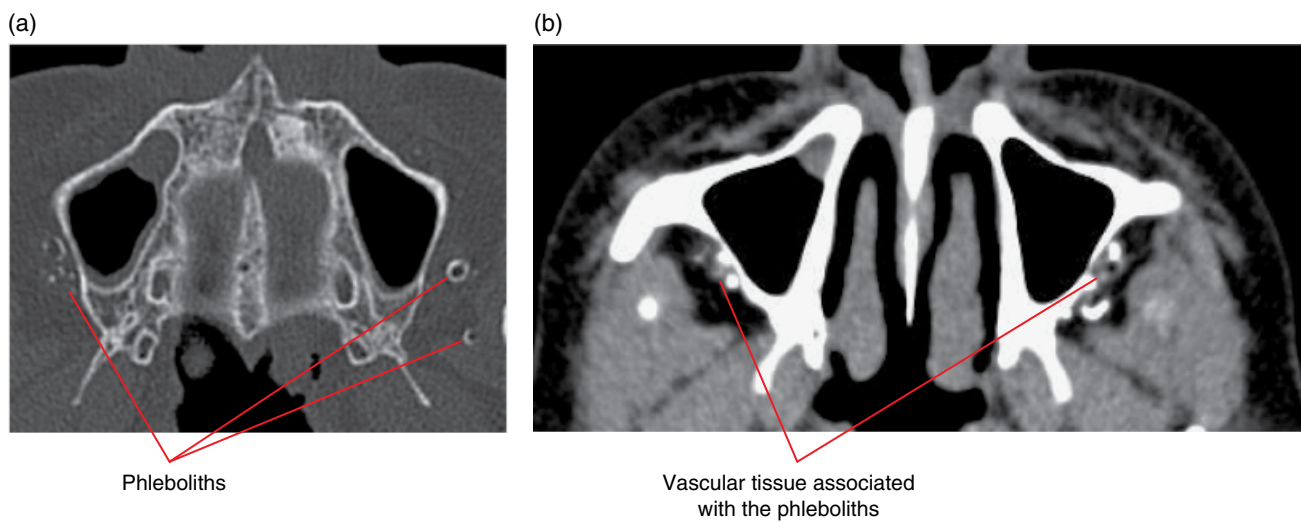 (a)
(b)
Phleboliths
Vascular tissue associated
with the phleboliths